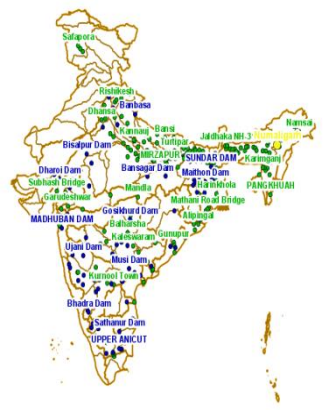 Safapora
Rishikesh
Banbasa
Dhansa
Kannauj
Bansi
Turtipar
Jaldhaka NH-3
Namsai
Numaligarh
Bisalpur Dam
MIRZAPUR
SUNDAR DAM
Karimganj
Dharoi Dam
Bansagar Dam
Maithon Dam
Subhash Bridge
Mandla
Harinkhola
PANGKHUAH
Garudeshwar
Mathani Road Bridge
MADHUBAN DAM
Gosikhurd Dam
Alipingal
Balharsha
Ujani Dam
Kaleswaram
Gunupur
Musi Dam
Kurnool Town
Bhadra Dam
Sathanur Dam
UPPER ANICUT